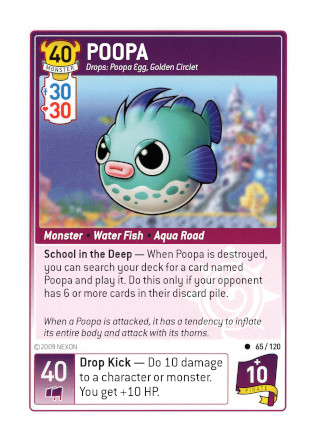 40
MONSTER
POOPA
Drops: Poopa Egg, Golden Circlet
30
30
Monster • Water Fish • Aqua Road
School in the Deep — When Poopa is destroyed,
you can search your deck for a card named
Poopa and play it. Do this only if your opponent
has 6 or more cards in their discard pile.
When a Poopa is attacked, it has a tendency to inflate
its entire body and attack with its thorns.
©2009 NEXON
● 65/120
40
Drop Kick — Do 10 damage
to a character or monster.
You get +10 HP.
+
10
PIRATE